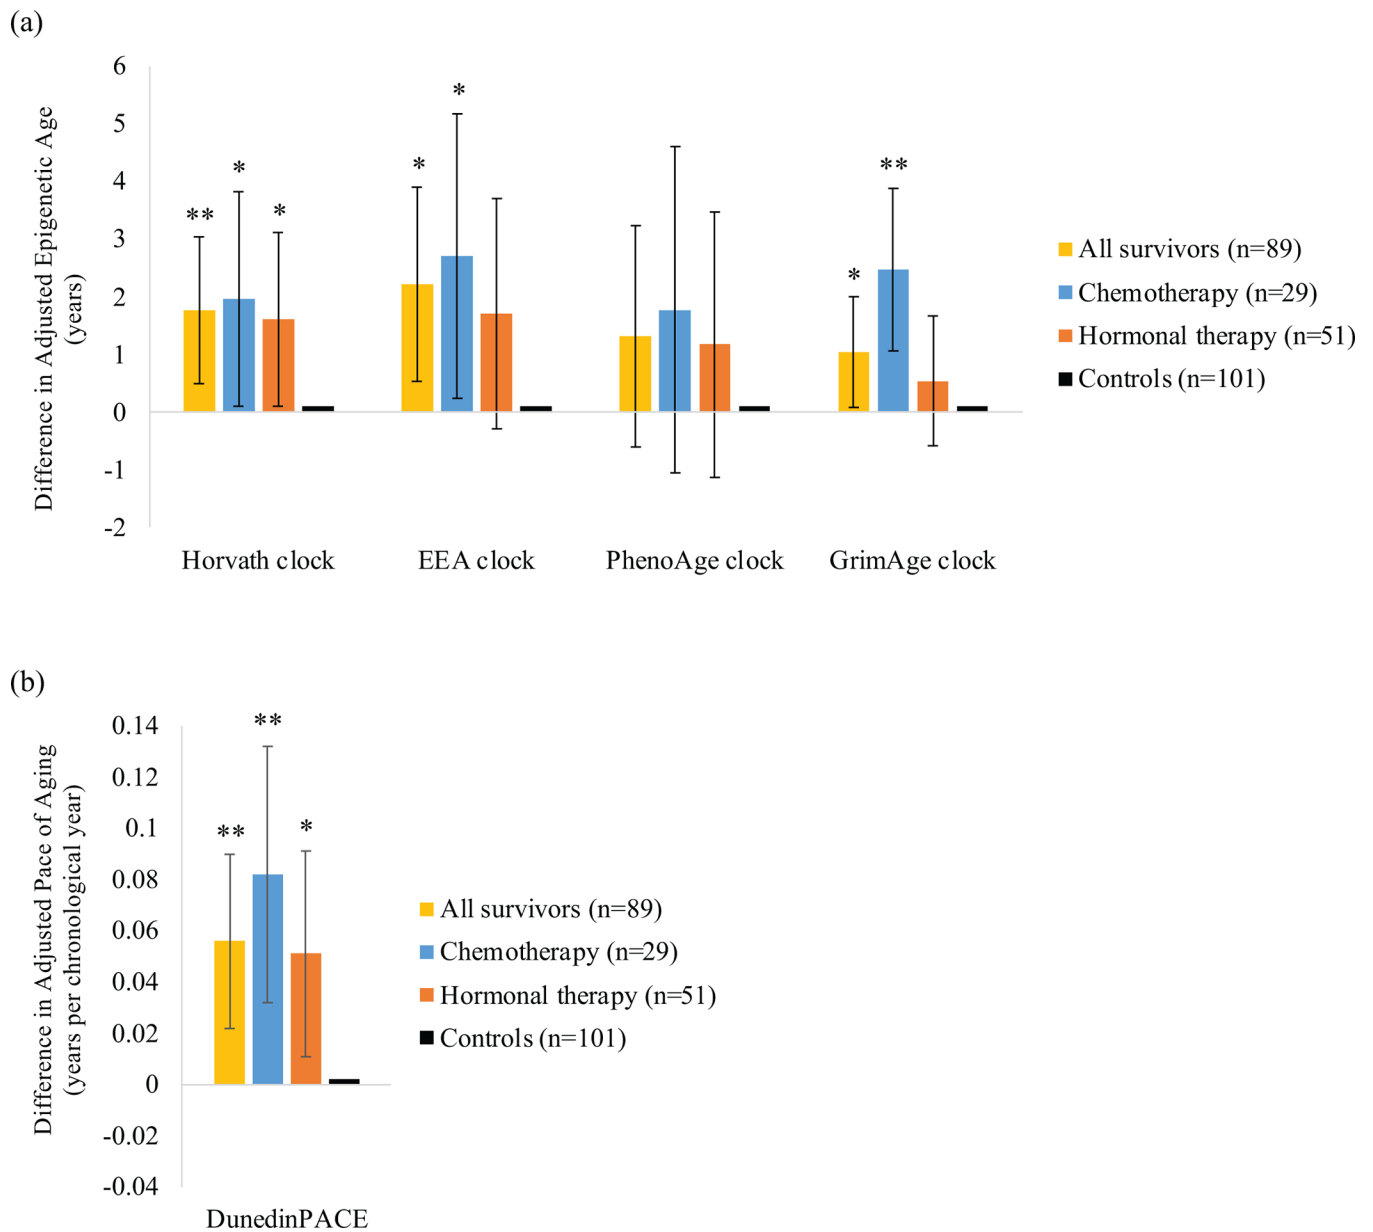 (a)
Difference in Adjusted Epigenetic Age
(years)
6
5
4
3
2
1
0
-1
-2
**
*
*
*
*
*
**
Horvath clock
EEA clock
PhenoAge clock
GrimAge clock
All survivors (n=89)
Chemotherapy (n=29)
Hormonal therapy (n=51)
Controls (n=101)
(b)
Difference in Adjusted Pace of Aging
(years per chronological year)
0.14
0.12
0.1
0.08
0.06
0.04
0.02
0
-0.02
-0.04
**
**
*
DunedinPACE
All survivors (n=89)
Chemotherapy (n=29)
Hormonal therapy (n=51)
Controls (n=101)